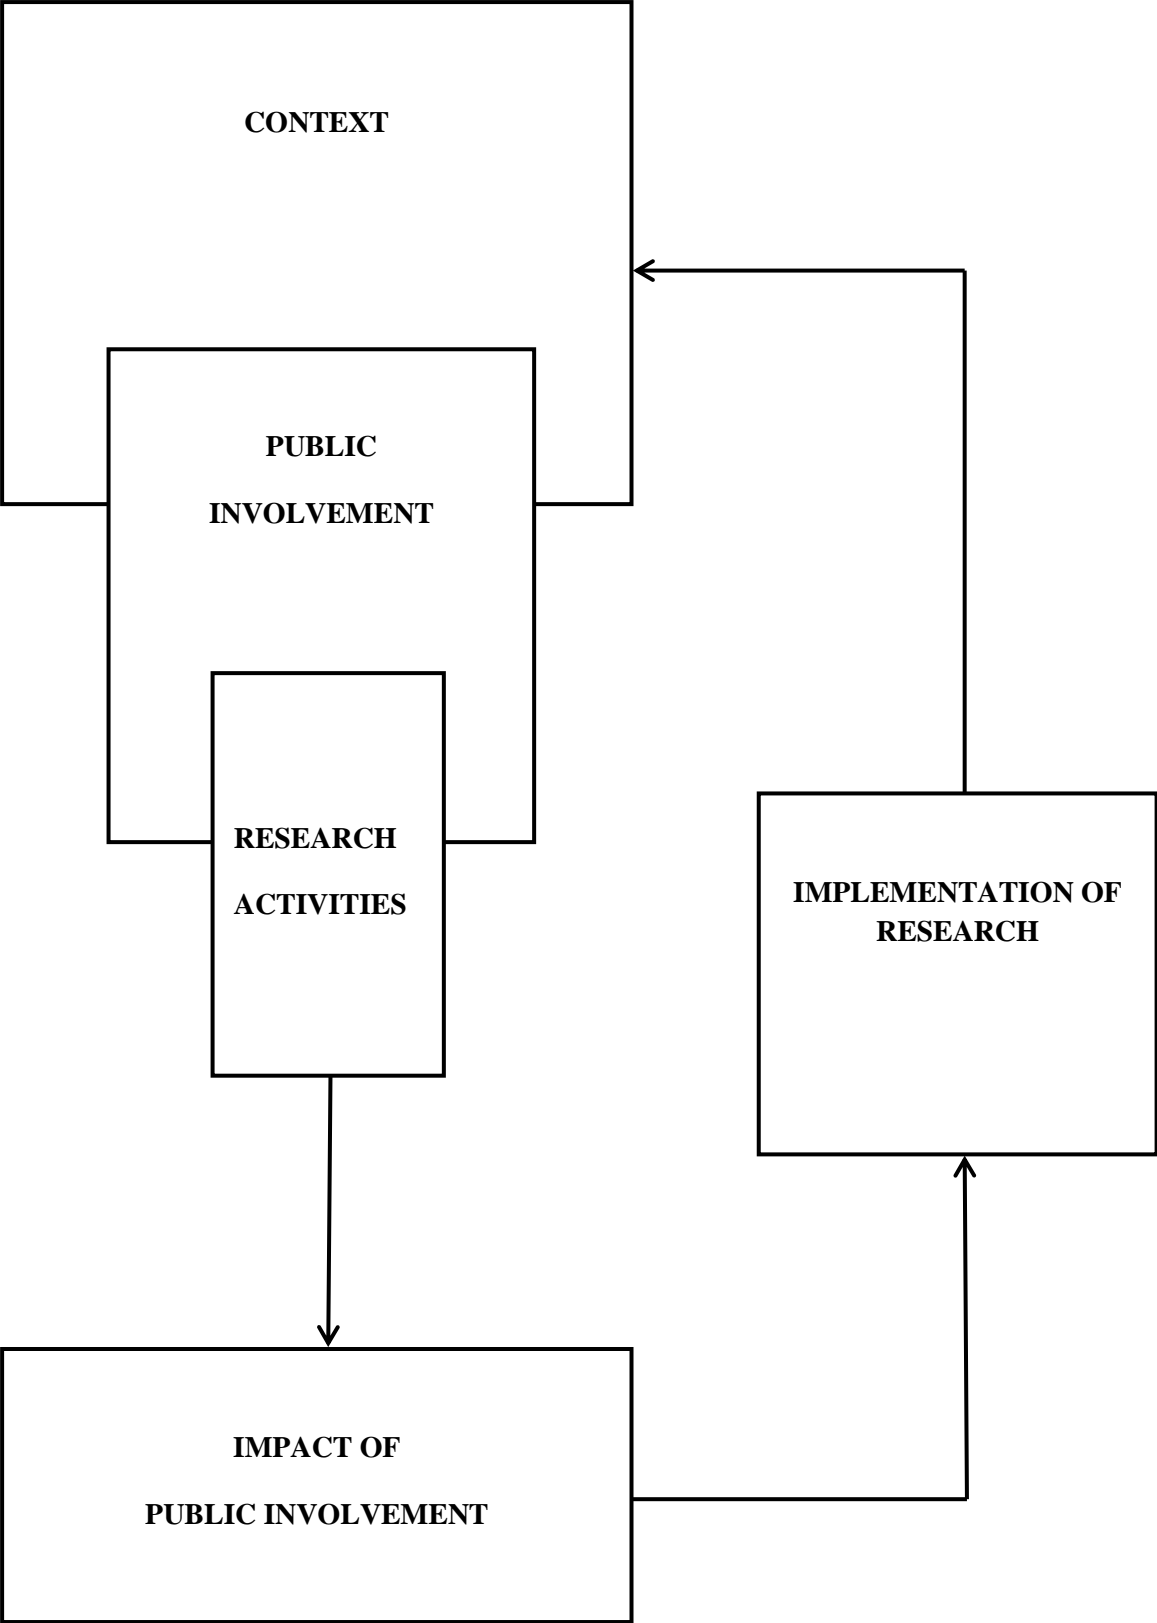 CONTEXT
PUBLIC
INVOLVEMENT
RESEARCH
ACTIVITIES
IMPLEMENTATION OF
RESEARCH
IMPACT OF
PUBLIC INVOLVEMENT